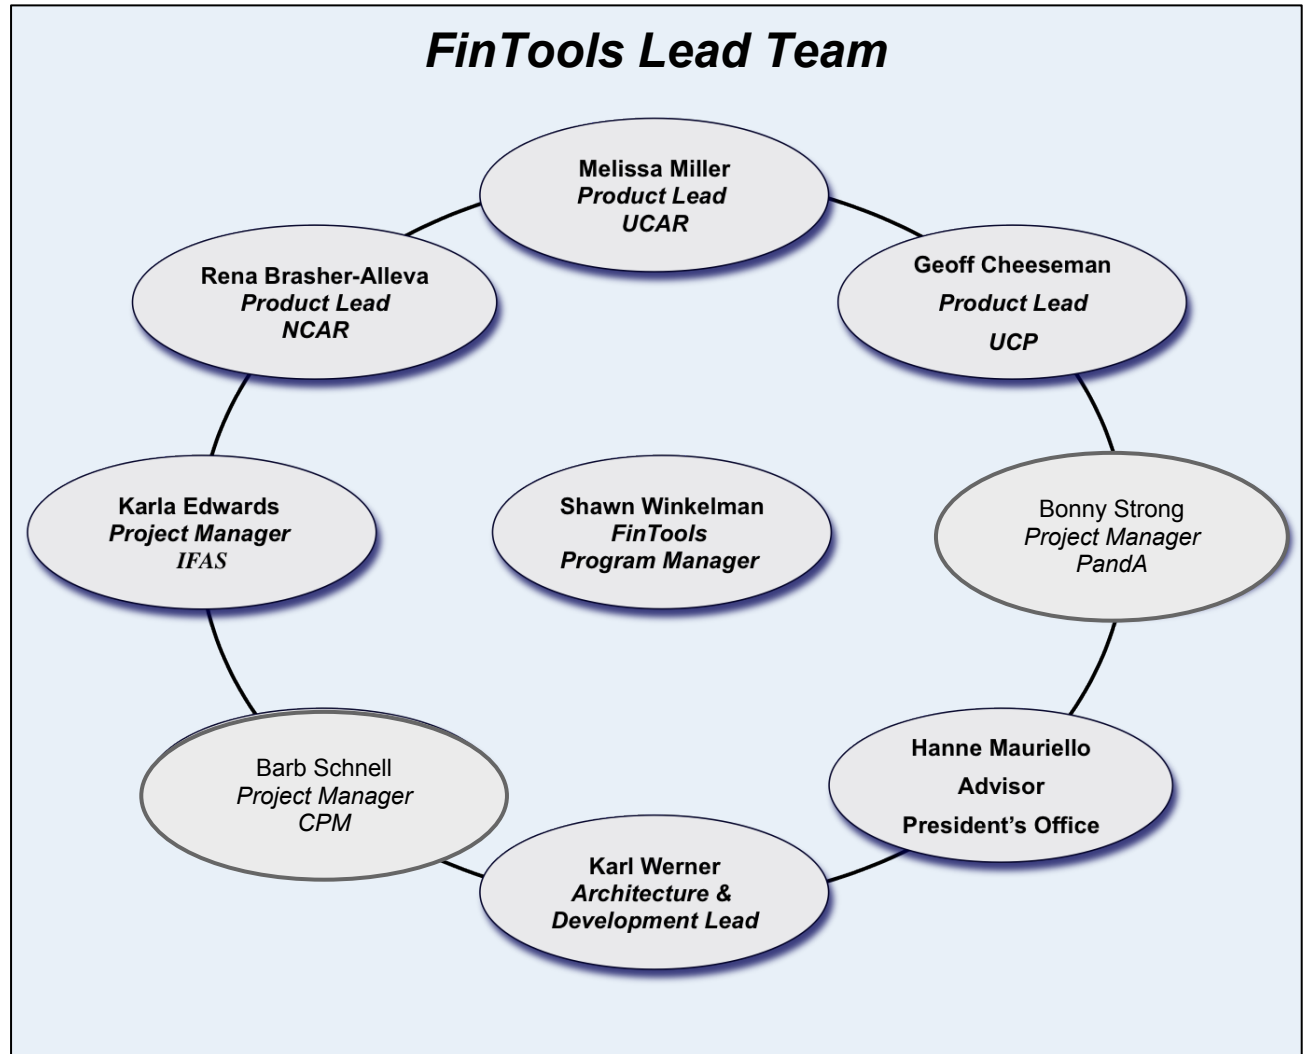 FinTools Lead Team
Melissa Miller
Product Lead
UCAR
Rena Brasher-Alleva
Product Lead
NCAR
Geoff Cheeseman
Product Lead
UCP
Karla Edwards
Project Manager
IFAS
Shawn Winkelman
FinTools
Program Manager
Bonny Strong
Project Manager
PandA
Barb Schnell
Project Manager
CPM
Hanne Mauriello
Advisor
President’s Office
Karl Werner
Architecture &
Development Lead